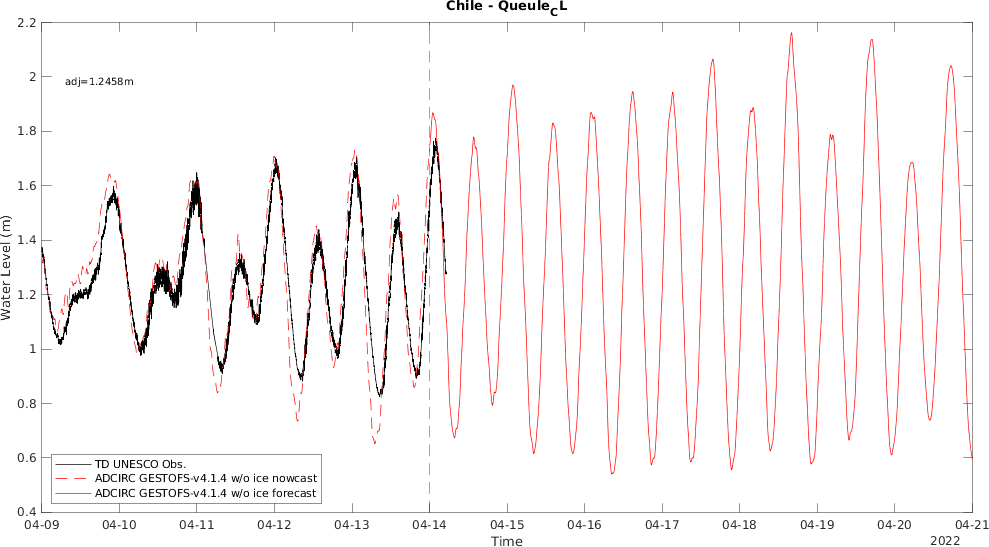 Chile - Queule_CL
2.2
2
1.8
1.6
1.4
1.2
1
0.8
0.6
0.4
Water Level (m)
adj=1.2458m
TD UNESCO Obs.
ADCIRC GESTOFS-v4.1.4 w/o ice nowcast
ADCIRC GESTOFS-v4.1.4 w/o ice forecast
04-09 04-10 04-11 04-12 04-13 04-14 04-15 04-16 04-17 04-18 04-19 04-20 04-21
Time
2022